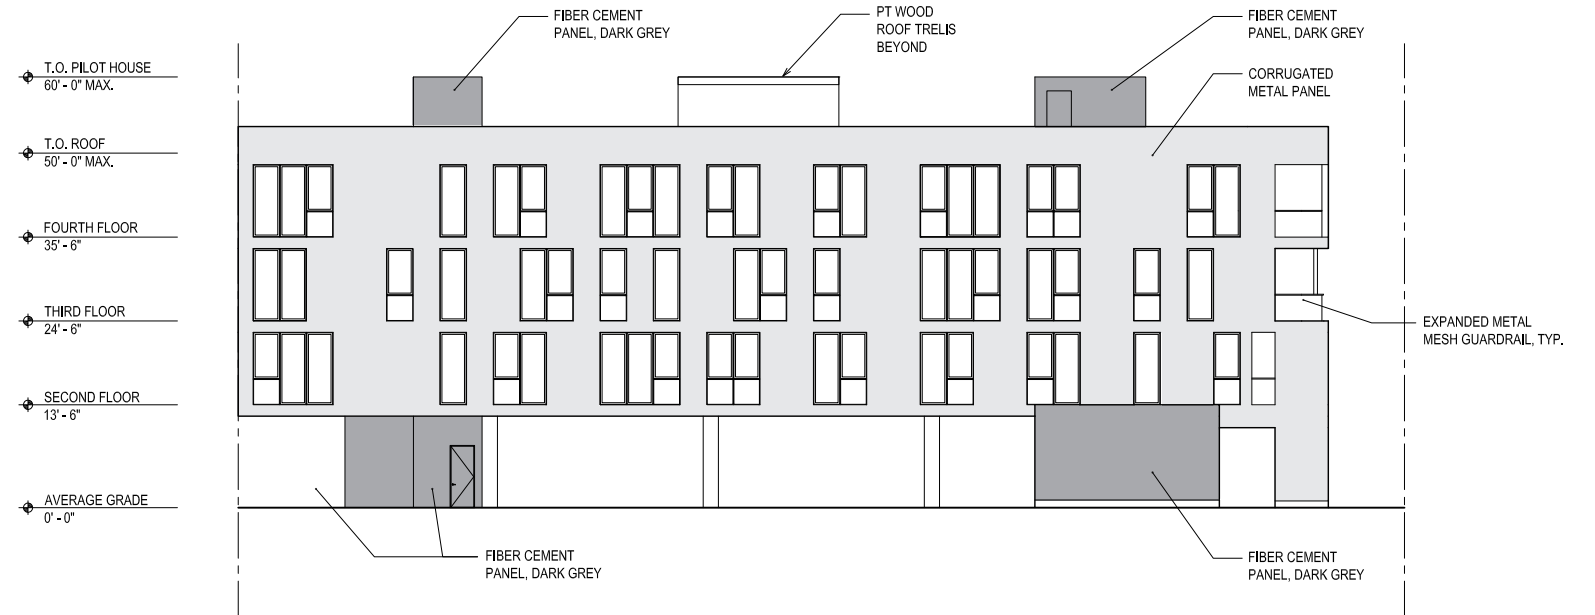 FIBER CEMENT
PANEL, DARK GREY
PT WOOD
ROOF TRELIS
BEYOND
FIBER CEMENT
PANEL, DARK GREY
CORRUGATED
METAL PANEL
T.O. PILOT HOUSE
60' - 0" MAX.
T.O. ROOF
50' - 0" MAX.
FOURTH FLOOR
35' - 6"
THIRD FLOOR
24' - 6"
SECOND FLOOR
13' - 6"
AVERAGE GRADE
0' - 0"
EXPANDED METAL
MESH GUARDRAIL, TYP.
FIBER CEMENT
PANEL, DARK GREY
FIBER CEMENT
PANEL, DARK GREY